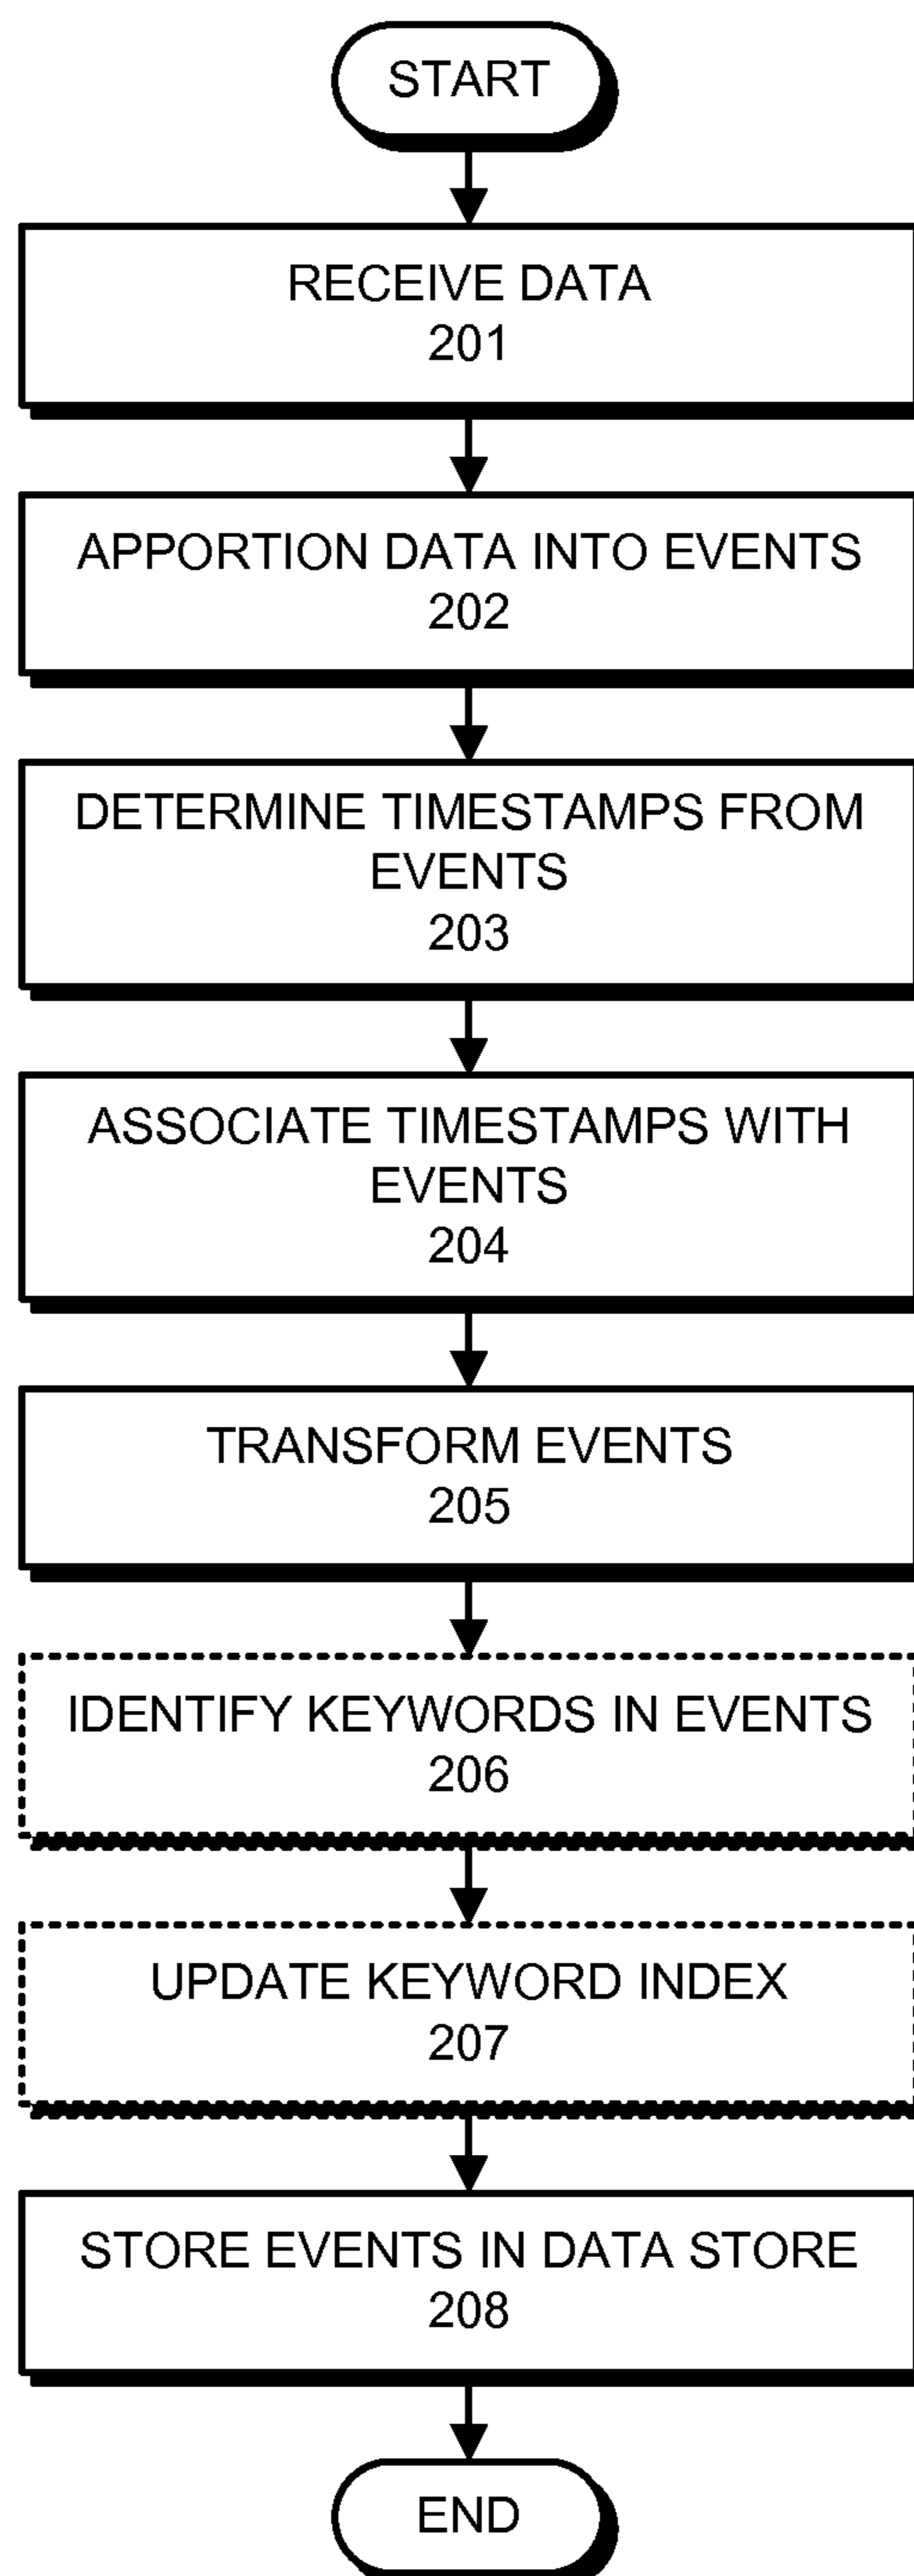 START
RECEIVE DATA
201
APPORTION DATA INTO EVENTS
202
DETERMINE TIMESTAMPS FROM
EVENTS
203
ASSOCIATE TIMESTAMPS WITH
EVENTS
204
TRANSFORM EVENTS
205
IDENTIFY KEYWORDS IN EVENTS
206
UPDATE KEYWORD INDEX
207
STORE EVENTS IN DATA STORE
208
END